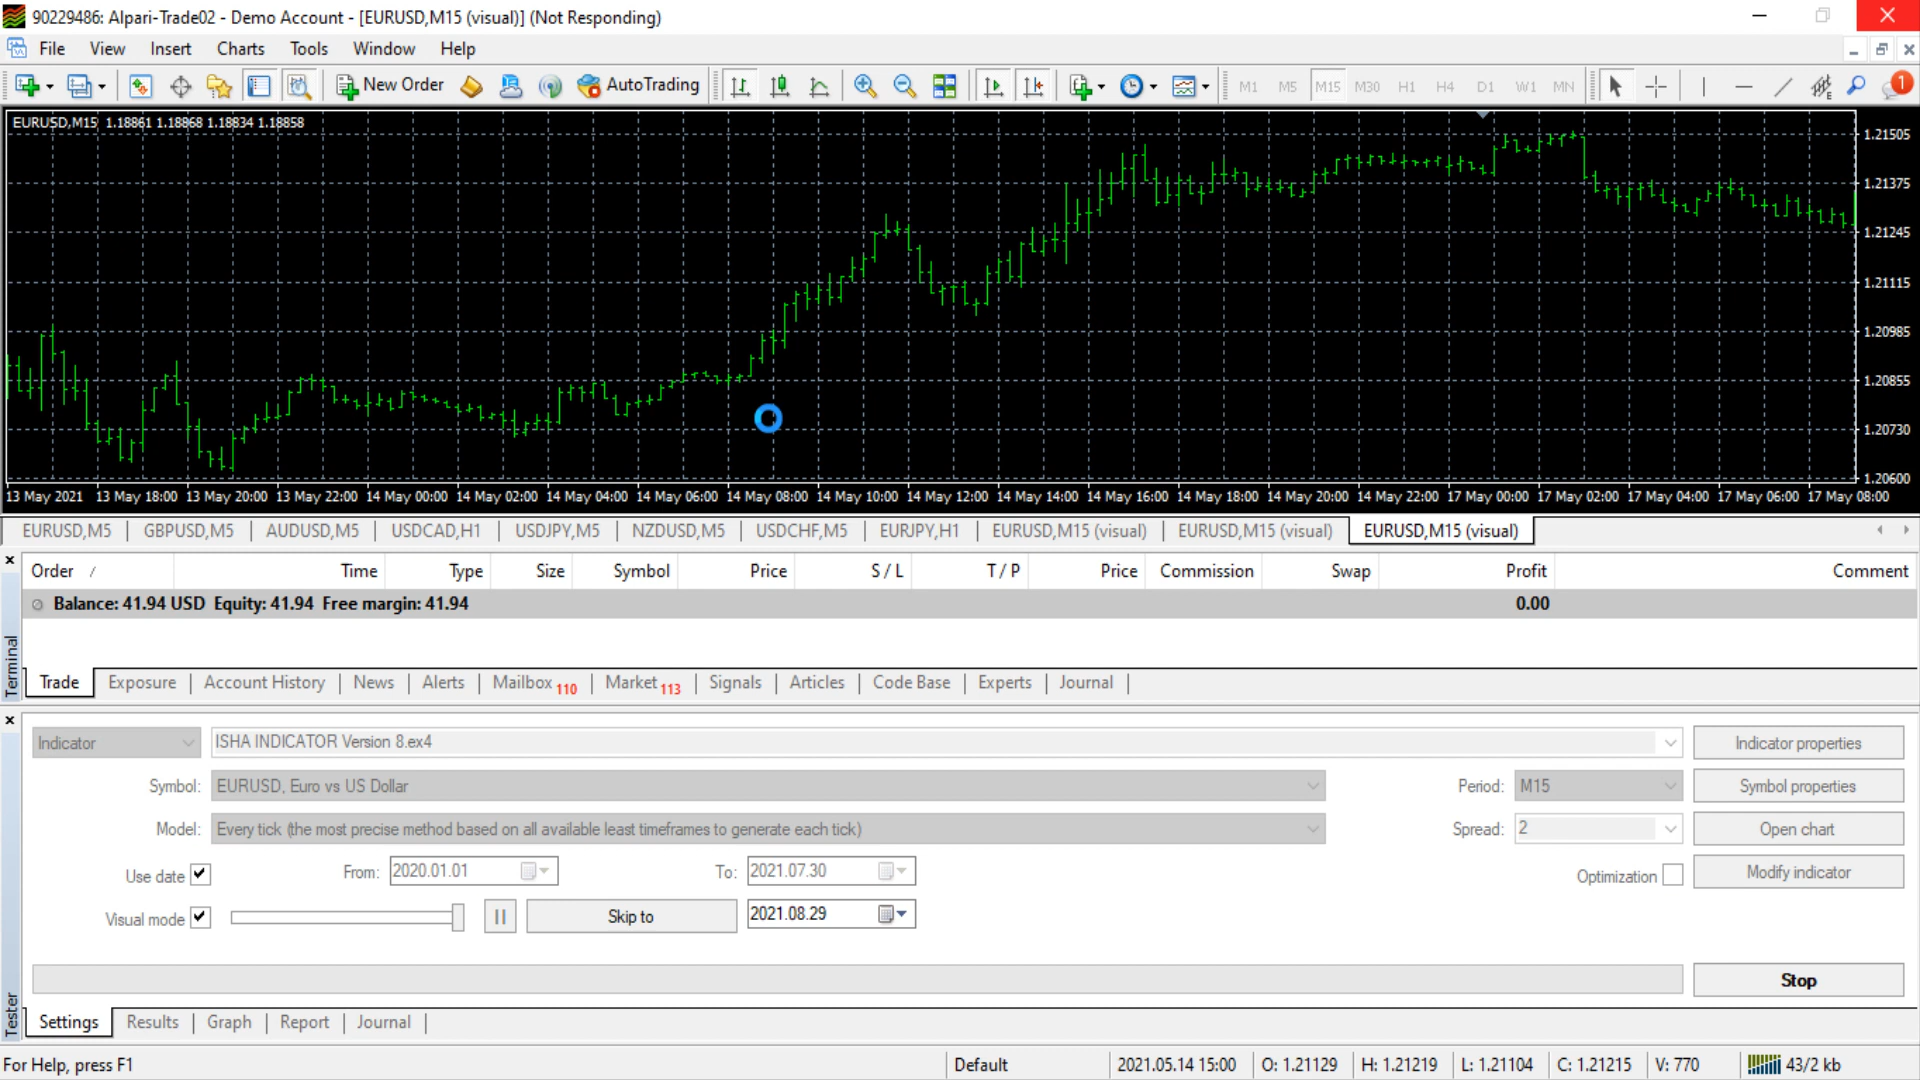 90229486: Alpari-Trade02 - Demo Account - [EURUSD,M15 (visual)] (Not Responding)
File View Insert Charts Tools Window Help
New Order AutoTrading M1 M5 M15 M30 H1 H4 D1 W1 MN E 1
EURUSD,M15 1.18861 1.18868 1.18834 1.18858
1.21505
1.21375
1.21245
1.21115
1.20985
1.20855
1.20730
1.20600
13 May 2021 13 May 18:00 13 May 20:00 13 May 22:00 14 May 00:00 14 May 02:00 14 May 04:00 14 May 06:00 14 May 08:00 14 May 10:00 14 May 12:00 14 May 14:00 14 May 16:00 14 May 18:00 14 May 20:00 14 May 22:00 17 May 00:00 17 May 02:00 17 May 04:00 17 May 06:00 17 May 08:00
EURUSD,M5 GBPUSD,M5 AUDUSD,M5 USDCAD,H1 USDJPY,M5 NZDUSD,M5 USDCHF,M5 EURJPY,H1 EURUSD,M15 (visual) EURUSD,M15 (visual) EURUSD,M15 (visual)
Order / Time Type Size Symbol Price S / L T / P Price Commission Swap Profit Comment
Balance: 41.94 USD Equity: 41.94 Free margin: 41.94 0.00
Terminal
Trade Exposure Account History News Alerts Mailbox 110 Market 113 Signals Articles Code Base Experts Journal
Indicator ISHA INDICATOR Version 8.ex4 Indicator properties
Symbol: EURUSD, Euro vs US Dollar Period: M15 Symbol properties
Model: Every tick (the most precise method based on all available least timeframes to generate each tick) Spread: 2 Open chart
Use date From: 2020.01.01 To: 2021.07.30 Optimization Modify indicator
Visual mode Skip to 2021.08.29
Stop
Tester
Settings Results Graph Report Journal
For Help, press F1 Default 2021.05.14 15:00 O: 1.21129 H: 1.21219 L: 1.21104 C: 1.21215 V: 770 43/2 kb